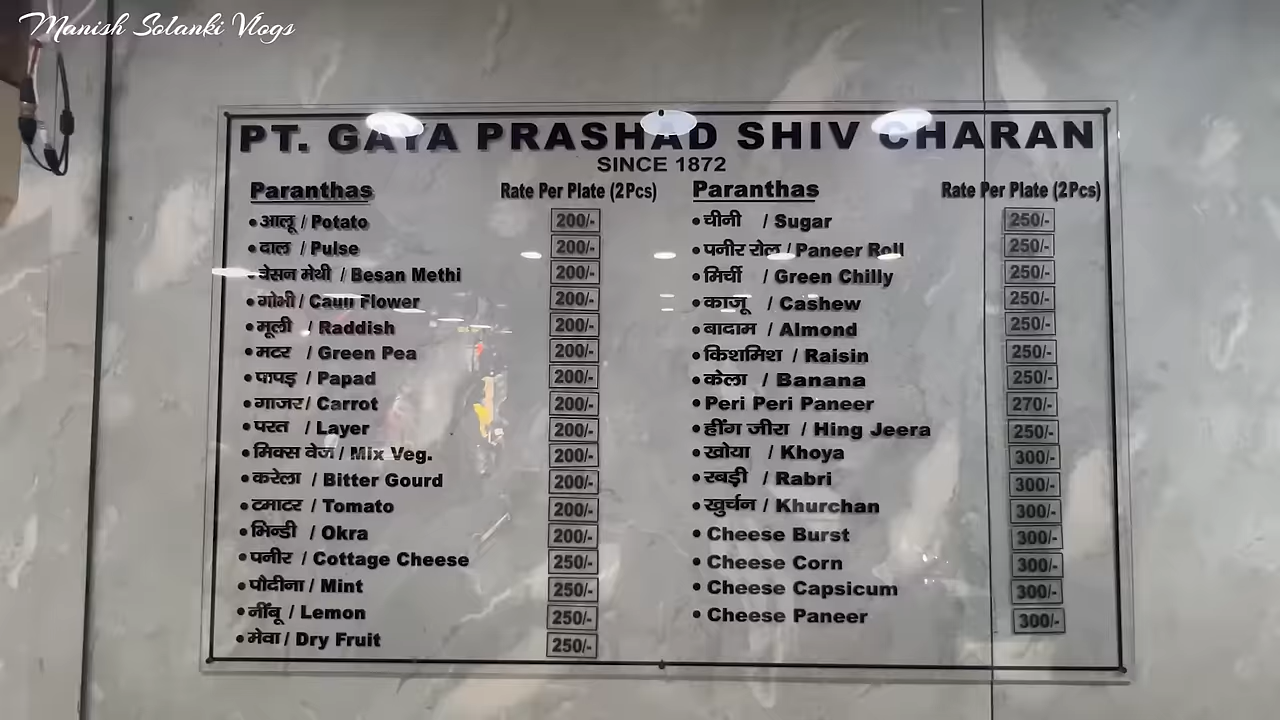 Manish Solanki Vlogs
PT. GAYA PRASHAD SHIV CHARAN
SINCE 1872
Paranthas Rate Per Plate (2Pcs)
• आलू / Potato 200/-
• दाल / Pulse 200/-
• बेसन मेथी / Besan Methi 200/-
• गोभी / Cauli Flower 200/-
• मूली / Raddish 200/-
• मटर / Green Pea 200/-
• पापड़ / Papad 200/-
• गाजर / Carrot 200/-
• परत / Layer 200/-
• मिक्स वेज / Mix Veg. 200/-
• करेला / Bitter Gourd 200/-
• टमाटर / Tomato 200/-
• भिन्डी / Okra 200/-
• पनीर / Cottage Cheese 250/-
• पौदीना / Mint 250/-
• नींबू / Lemon 250/-
• मेवा / Dry Fruit 250/-
Paranthas Rate Per Plate (2Pcs)
• चीनी / Sugar 250/-
• पनीर रोल / Paneer Roll 250/-
• मिर्ची / Green Chilly 250/-
• काजू / Cashew 250/-
• बादाम / Almond 250/-
• किशमिश / Raisin 250/-
• केला / Banana 250/-
• Peri Peri Paneer 270/-
• हींग जीरा / Hing Jeera 250/-
• खोया / Khoya 300/-
• रबड़ी / Rabri 300/-
• खुर्चन / Khurchan 300/-
• Cheese Burst 300/-
• Cheese Corn 300/-
• Cheese Capsicum 300/-
• Cheese Paneer 300/-